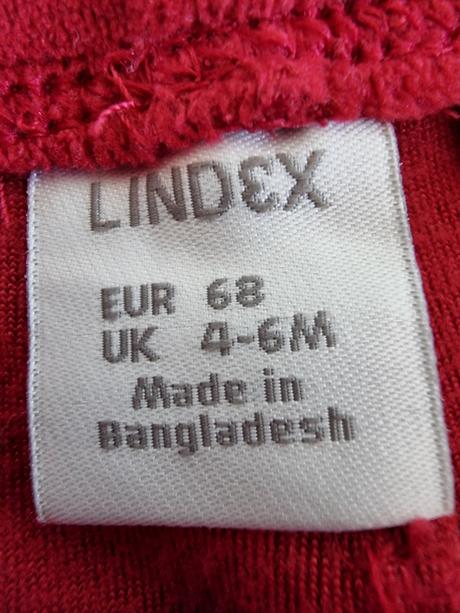 LINDEX
EUR 68
UK 4-6M
Made in
Bangladesh